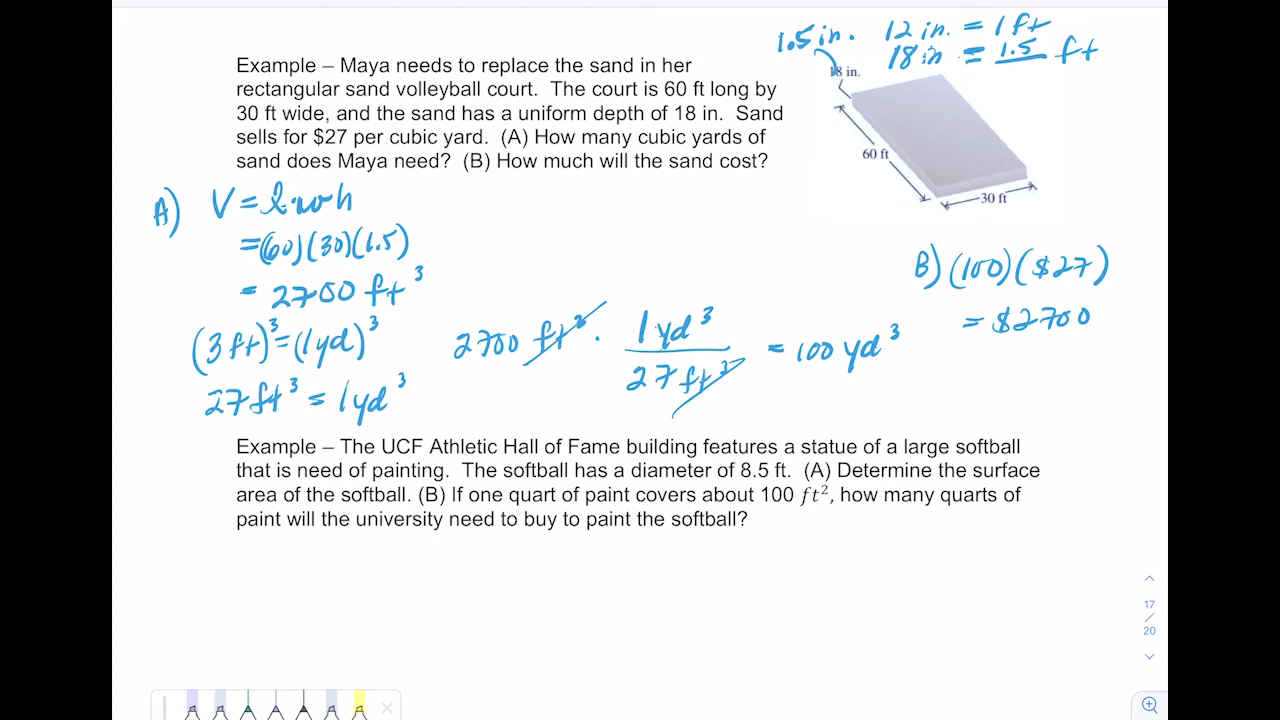 1.5 in. 12 in. = 1 ft
18 in = 1.5 ft
18 in.
Example – Maya needs to replace the sand in her
rectangular sand volleyball court. The court is 60 ft long by
30 ft wide, and the sand has a uniform depth of 18 in. Sand
sells for $27 per cubic yard. (A) How many cubic yards of
sand does Maya need? (B) How much will the sand cost?
60 ft
30 ft
A) V = l·w·h
= (60)(30)(1.5)
= 2700 ft³
(3 ft)³ = (1 yd)³
27 ft³ = 1 yd³
2700 ft³ · 1 yd³ / 27 ft³ = 100 yd³
B) (100)($27)
= $2700
Example – The UCF Athletic Hall of Fame building features a statue of a large softball
that is need of painting. The softball has a diameter of 8.5 ft. (A) Determine the surface
area of the softball. (B) If one quart of paint covers about 100 ft², how many quarts of
paint will the university need to buy to paint the softball?
17
/
20